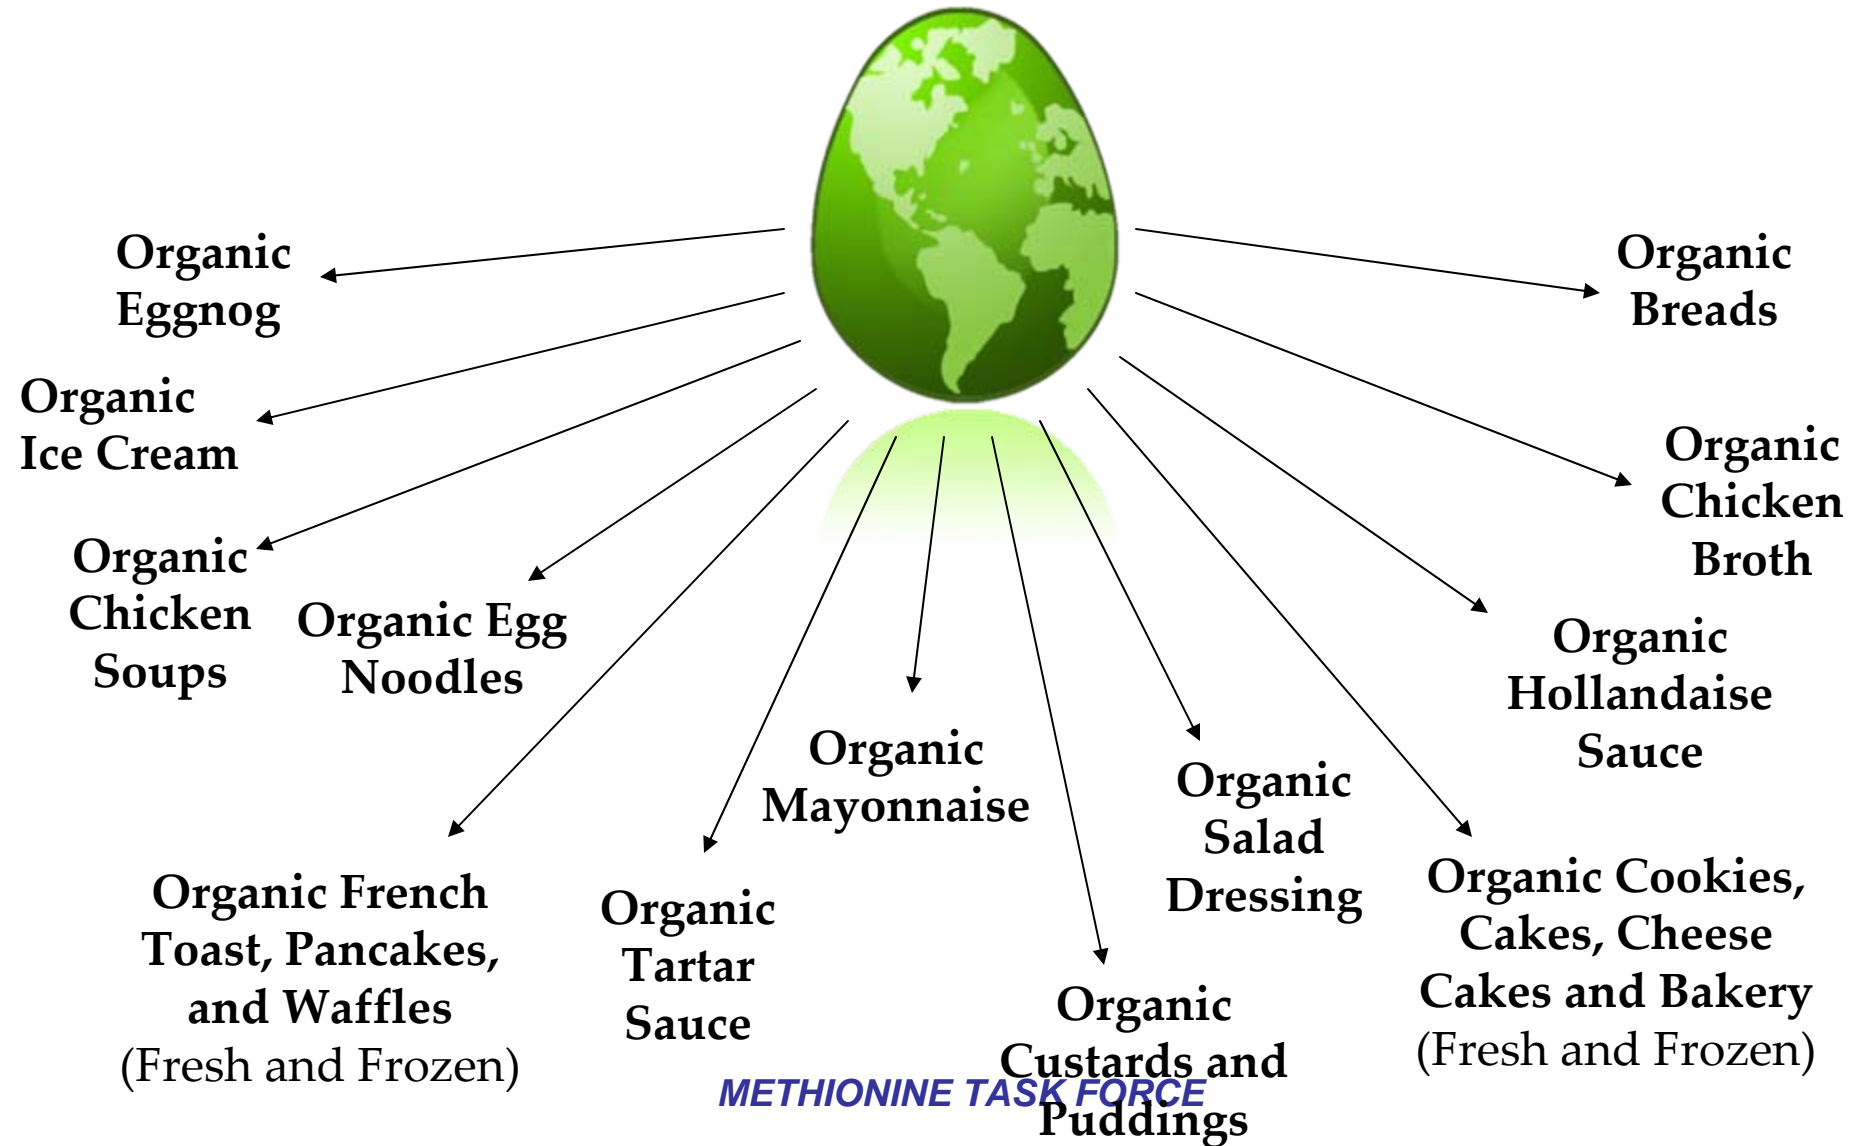 Organic
Eggnog
Organic
Ice Cream
Organic
Chicken
Soups
Organic Egg
Noodles
Organic French
Toast, Pancakes,
and Waffles
(Fresh and Frozen)
Organic
Tartar
Sauce
Organic
Mayonnaise
Organic
Custards and
Puddings
Organic
Salad
Dressing
Organic Cookies,
Cakes, Cheese
Cakes and Bakery
(Fresh and Frozen)
Organic
Hollandaise
Sauce
Organic
Chicken
Broth
Organic
Breads
METHIONINE TASK FORCE